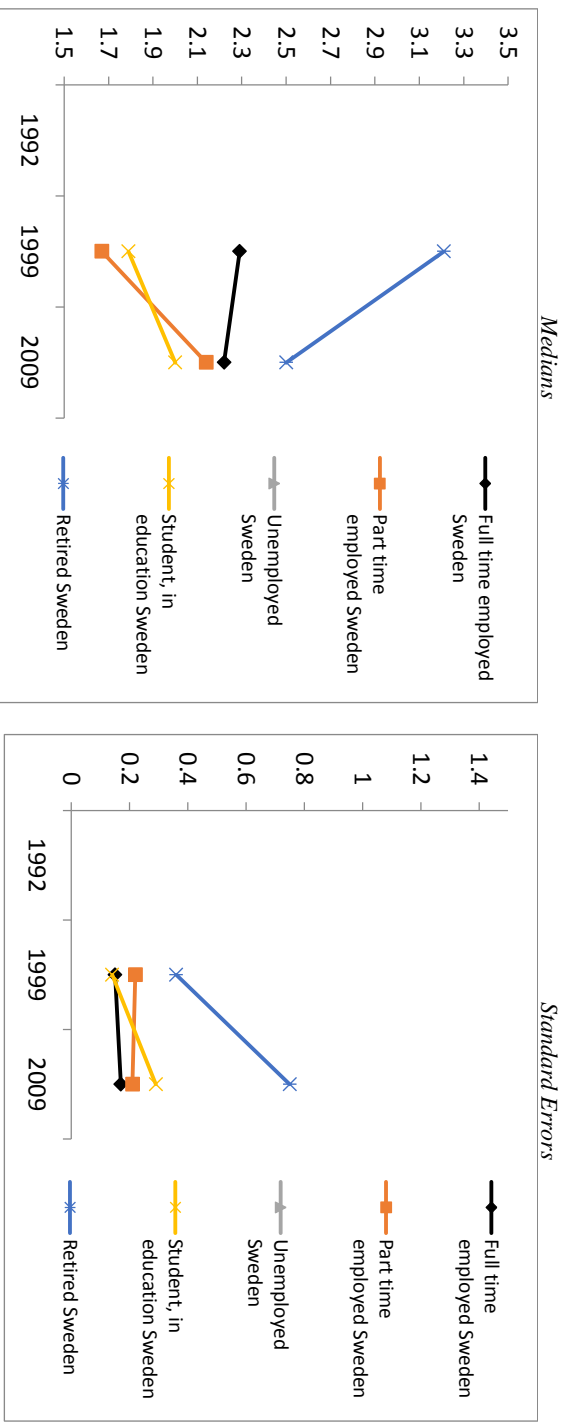 Medians
3.5
3.3
3.1
2.9
2.7
2.5
2.3
2.1
1.9
1.7
1.5
1992
1999
2009
Full time employed
Sweden
Part time
employed Sweden
Unemployed
Sweden
Student, in
education Sweden
Retired Sweden
Standard Errors
1.4
1.2
1
0.8
0.6
0.4
0.2
0
1992
1999
2009
Full time
employed Sweden
Part time
employed Sweden
Unemployed
Sweden
Student, in
education Sweden
Retired Sweden